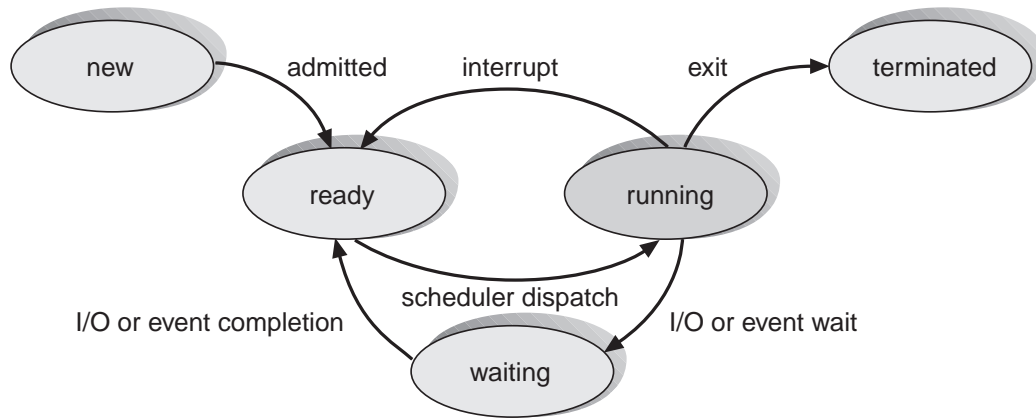 new
admitted
interrupt
exit
terminated
ready
running
scheduler dispatch
I/O or event completion
I/O or event wait
waiting